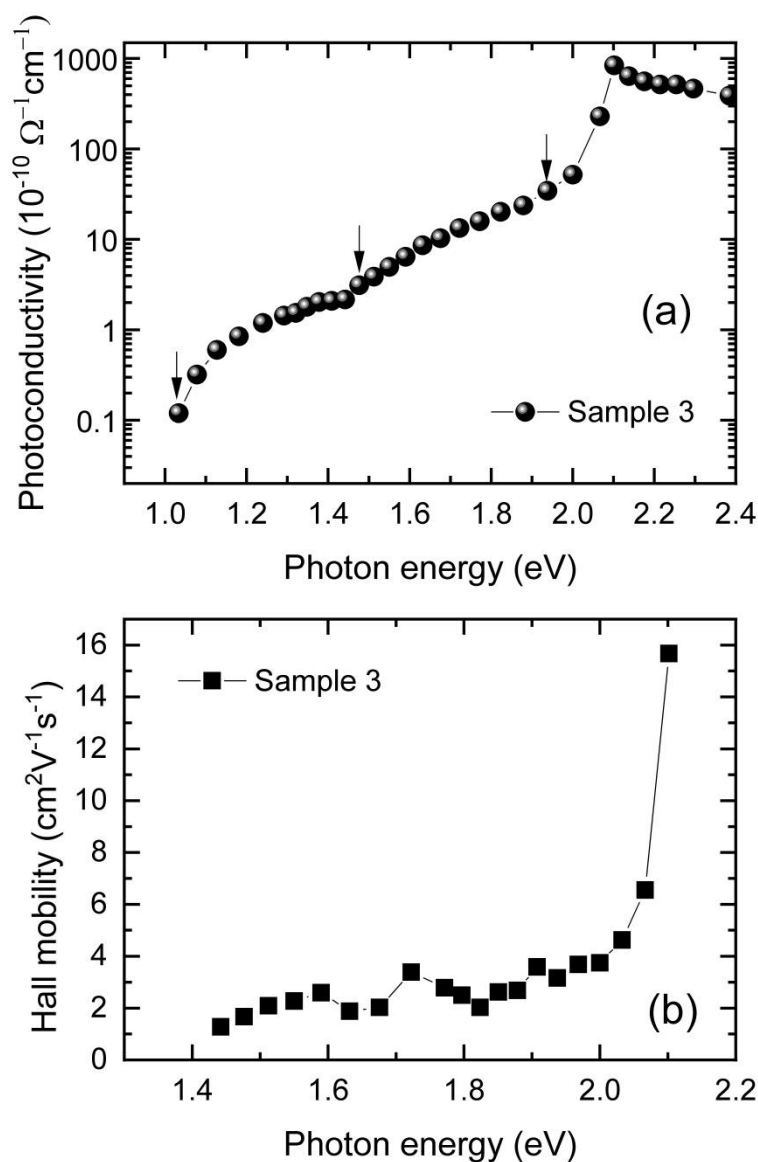 Photoconductivity (10⁻¹⁰ Ω⁻¹cm⁻¹)
1000
100
10
1
0.1
(a)
Sample 3
1.0 1.2 1.4 1.6 1.8 2.0 2.2 2.4
Photon energy (eV)
Hall mobility (cm²V⁻¹s⁻¹)
16
14
12
10
8
6
4
2
0
Sample 3
(b)
1.4 1.6 1.8 2.0 2.2
Photon energy (eV)